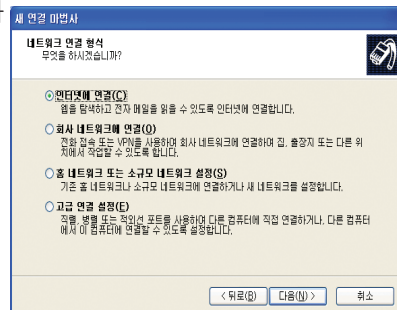 새 연결 마법사
네트워크 연결 형식
무엇을 하시겠습니까?
인터넷에 연결(C)
웹을 탐색하고 전자 메일을 읽을 수 있도록 인터넷에 연결합니다.
회사 네트워크에 연결(O)
전화 접속 또는 VPN을 사용하여 회사 네트워크에 연결하여 집, 출장지 또는 다른 위
치에서 작업할 수 있도록 합니다.
홈 네트워크 또는 소규모 네트워크 설정(S)
기존 홈 네트워크나 소규모 네트워크에 연결하거나 새 네트워크를 설정합니다.
고급 연결 설정(E)
직렬, 병렬 또는 적외선 포트를 사용하여 다른 컴퓨터에 직접 연결하거나, 다른 컴퓨터
에서 이 컴퓨터에 연결할 수 있도록 설정합니다.
< 뒤로(B) 다음(N) > 취소